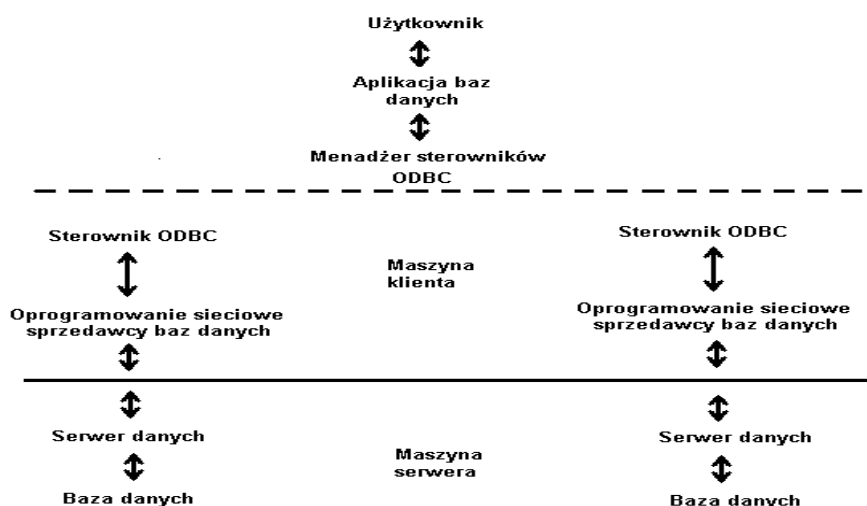 Użytkownik
Aplikacja baz
danych
Menadżer sterowników
ODBC
Sterownik ODBC
Sterownik ODBC
Maszyna
klienta
Oprogramowanie sieciowe
sprzedawcy baz danych
Oprogramowanie sieciowe
sprzedawcy baz danych
Serwer danych
Serwer danych
Maszyna
serwera
Baza danych
Baza danych